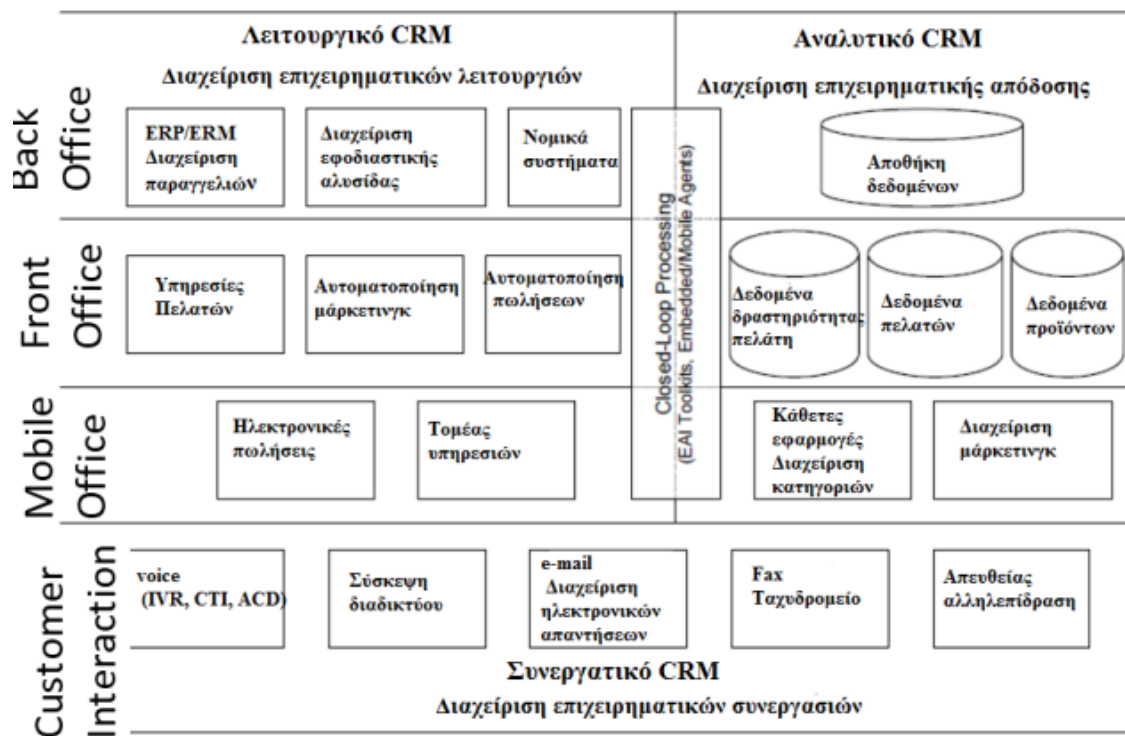 Λειτουργικό CRM
Διαχείριση επιχειρηματικών λειτουργιών
Αναλυτικό CRM
Διαχείριση επιχειρηματικής απόδοσης
Back
Office
ERP/ERM
Διαχείριση
παραγγελιών
Διαχείριση
εφοδιαστικής
αλυσίδας
Νομικά
συστήματα
Closed-Loop Processing
(EAI Toolkits, Embedded/Mobile Agents)
Αποθήκη
δεδομένων
Front
Office
Υπηρεσίες
Πελατών
Αυτοματοποίηση
μάρκετινγκ
Αυτοματοποίηση
πωλήσεων
Δεδομένα
δραστηριότητας
πελάτη
Δεδομένα
πελατών
Δεδομένα
προϊόντων
Mobile
Office
Ηλεκτρονικές
πωλήσεις
Τομέας
υπηρεσιών
Κάθετες
εφαρμογές
Διαχείριση
κατηγοριών
Διαχείριση
μάρκετινγκ
Customer
Interaction
voice
(IVR, CTI, ACD)
Σύσκεψη
διαδικτύου
e-mail
Διαχείριση
ηλεκτρονικών
απαντήσεων
Fax
Ταχυδρομείο
Απευθείας
αλληλεπίδραση
Συνεργατικό CRM
Διαχείριση επιχειρηματικών συνεργασιών